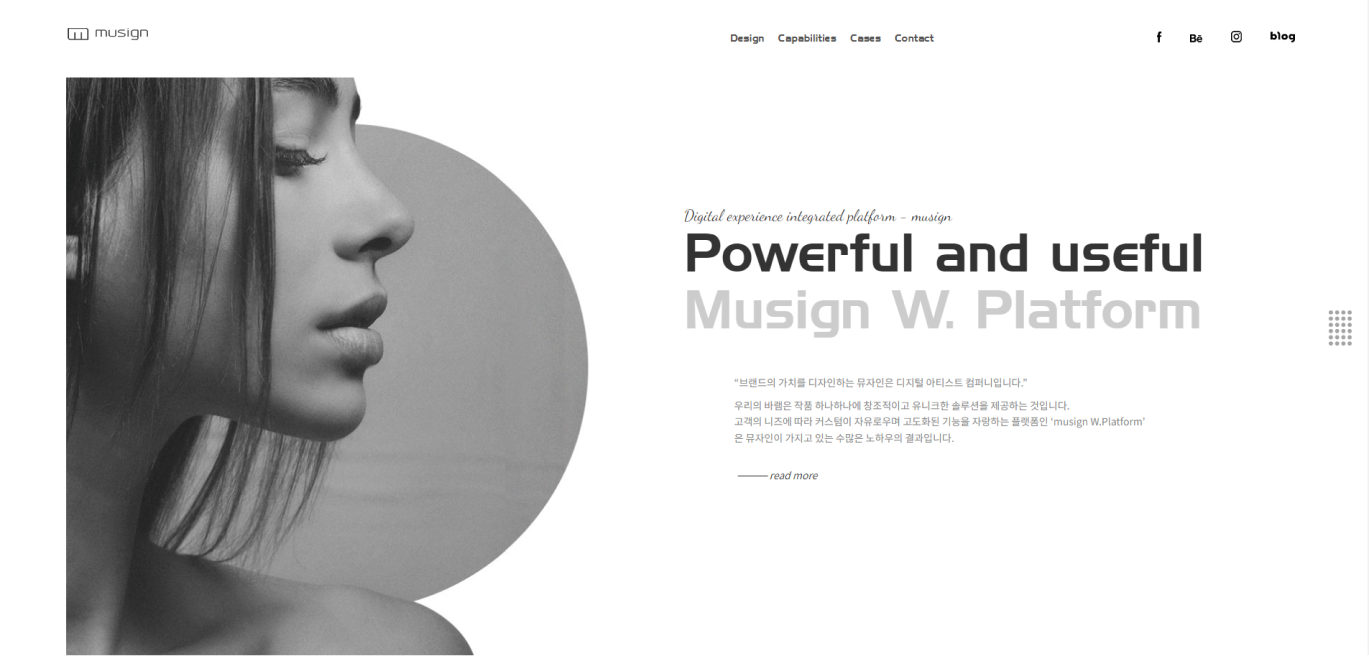 musign
Design Capabilities Cases Contact
f Bē blog
Digital experience integrated platform - musign
Powerful and useful
Musign W. Platform
“브랜드의 가치를 디자인하는 뮤자인은 디지털 아티스트 컴퍼니입니다.”
우리의 바램은 작품 하나하나에 창조적이고 유니크한 솔루션을 제공하는 것입니다.
고객의 니즈에 따라 커스텀이 자유로우며 고도화된 기능을 자랑하는 플랫폼인 ‘musign W.Platform’
은 뮤자인이 가지고 있는 수많은 노하우의 결과입니다.
read more